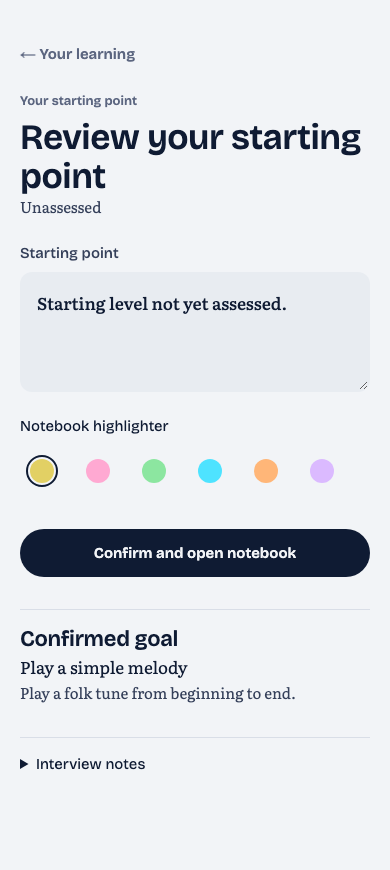 ← Your learning
Your starting point
Review your starting
point
Unassessed
Starting point
Starting level not yet assessed.
Notebook highlighter
Confirm and open notebook
Confirmed goal
Play a simple melody
Play a folk tune from beginning to end.
Interview notes